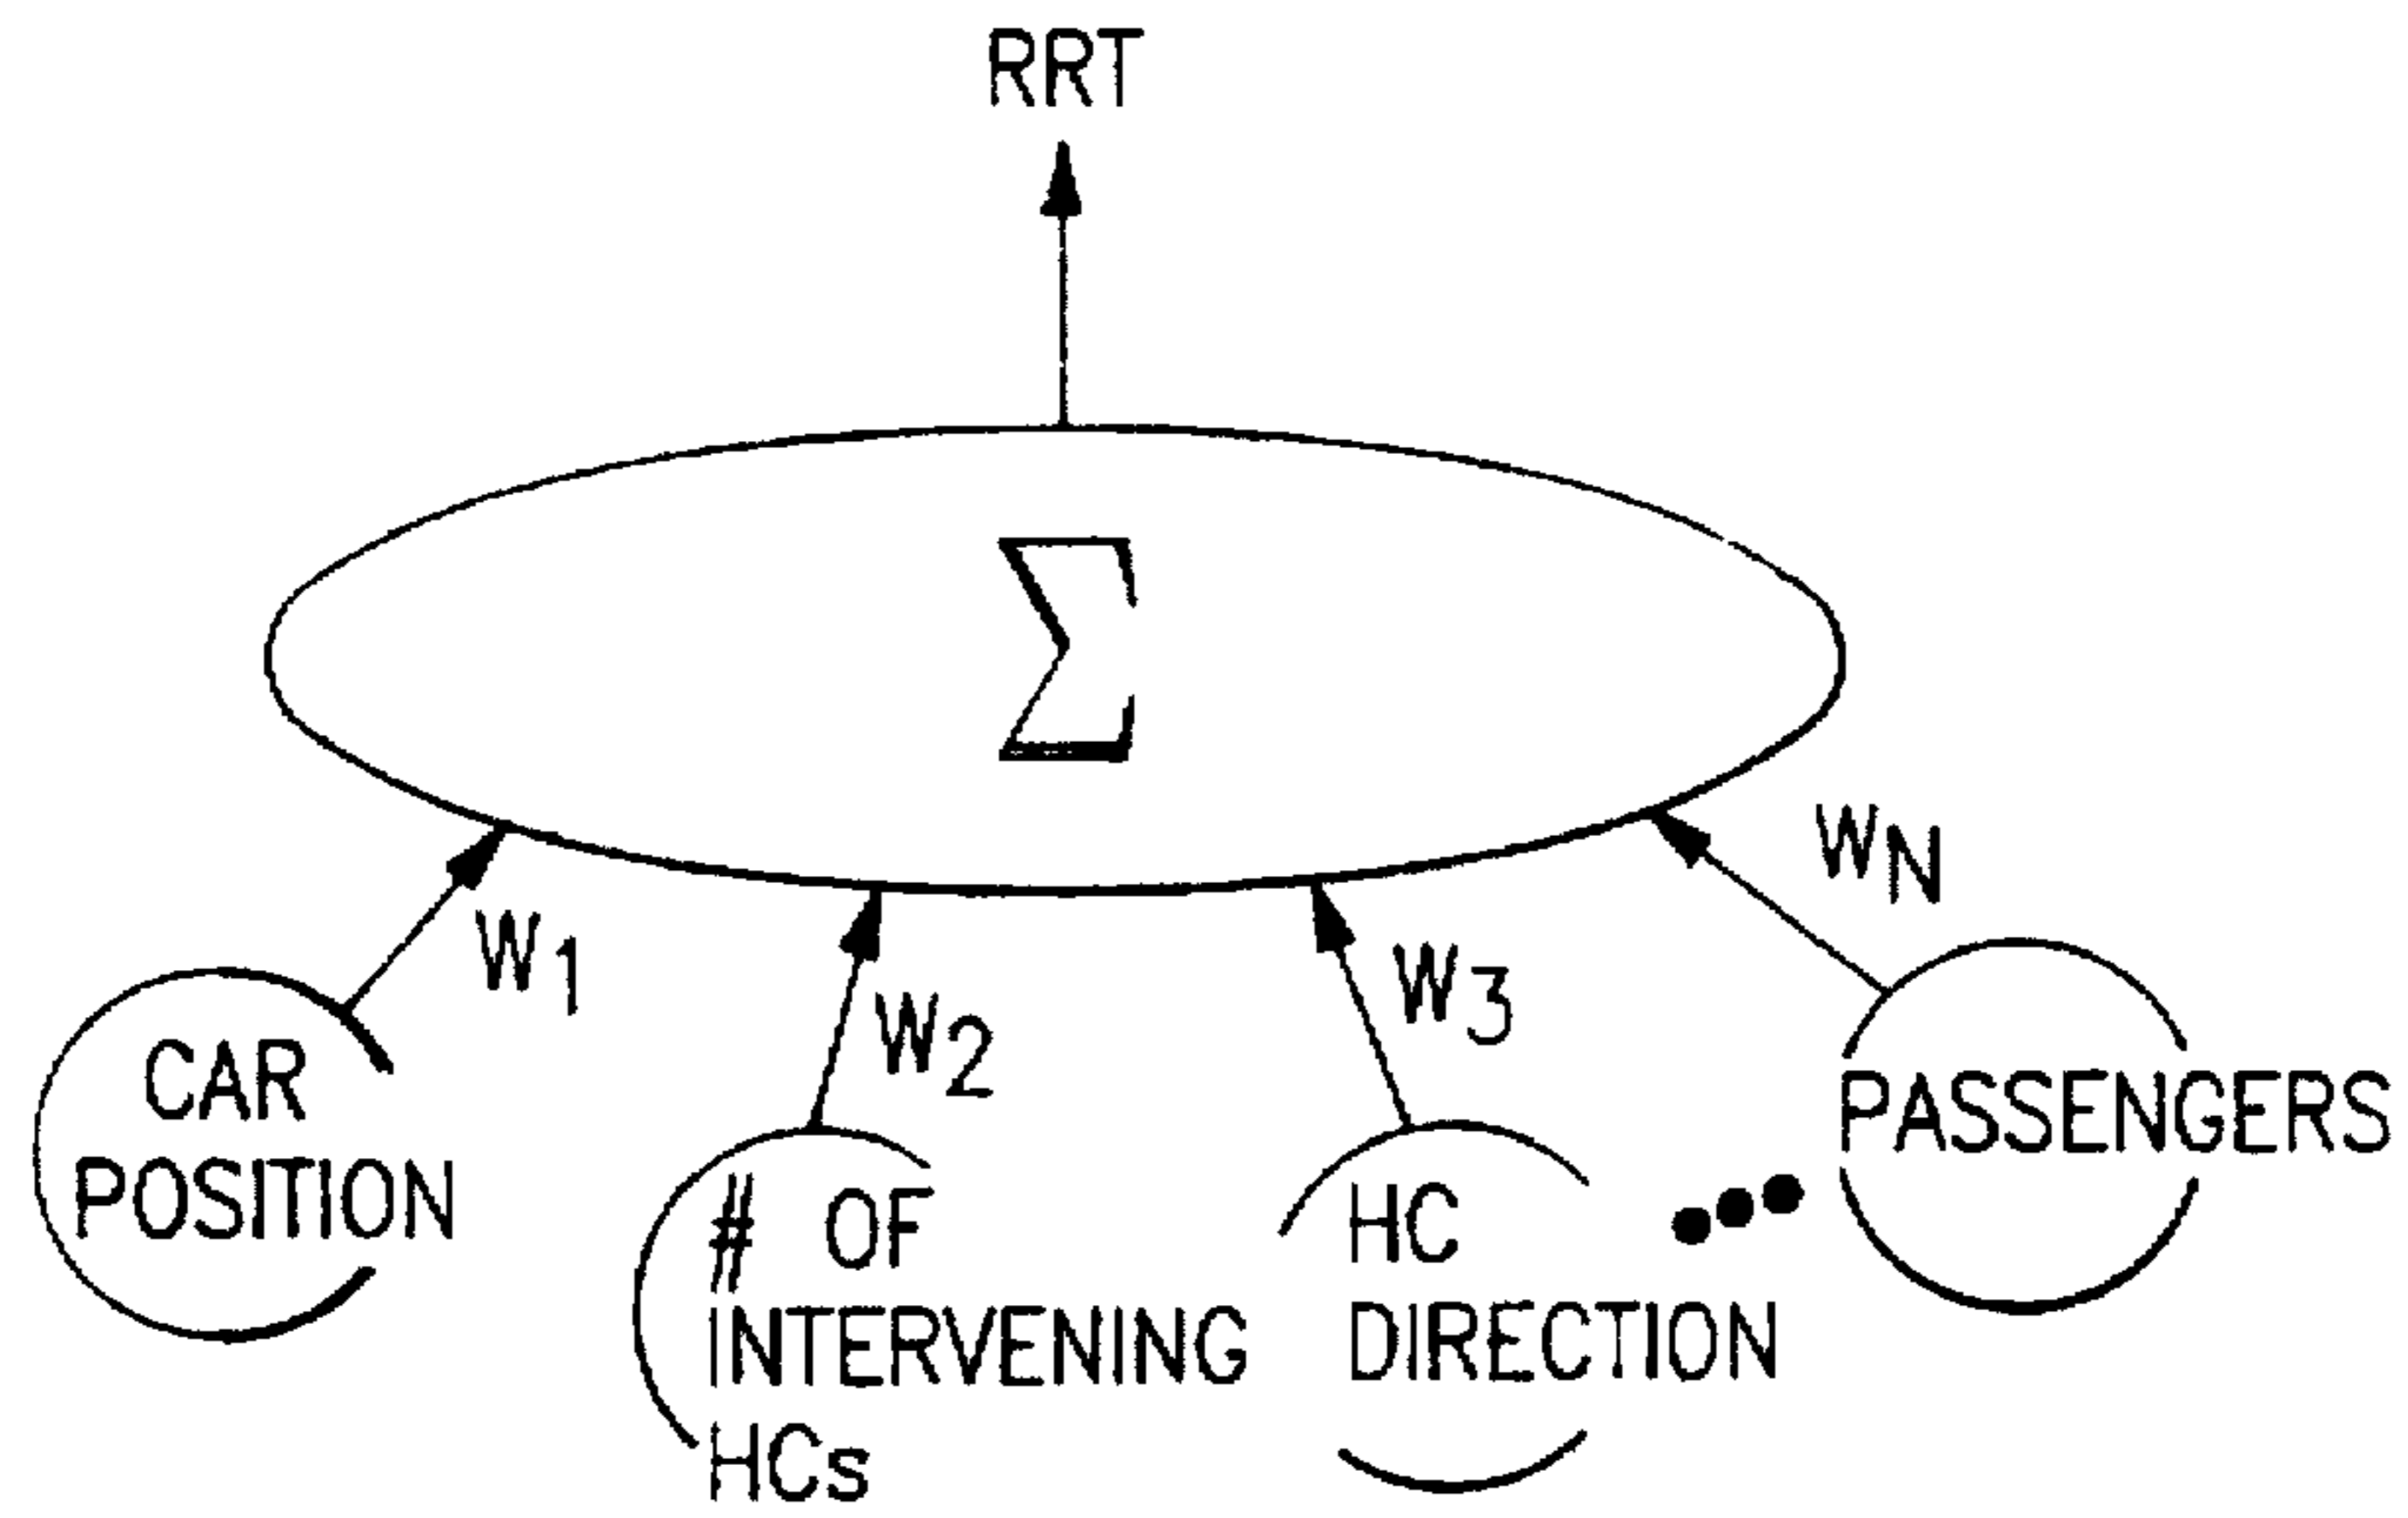 RRT
Σ
W1
W2
W3
WN
CAR
POSITION
# OF
INTERVENING
HCs
HC
DIRECTION
PASSENGERS